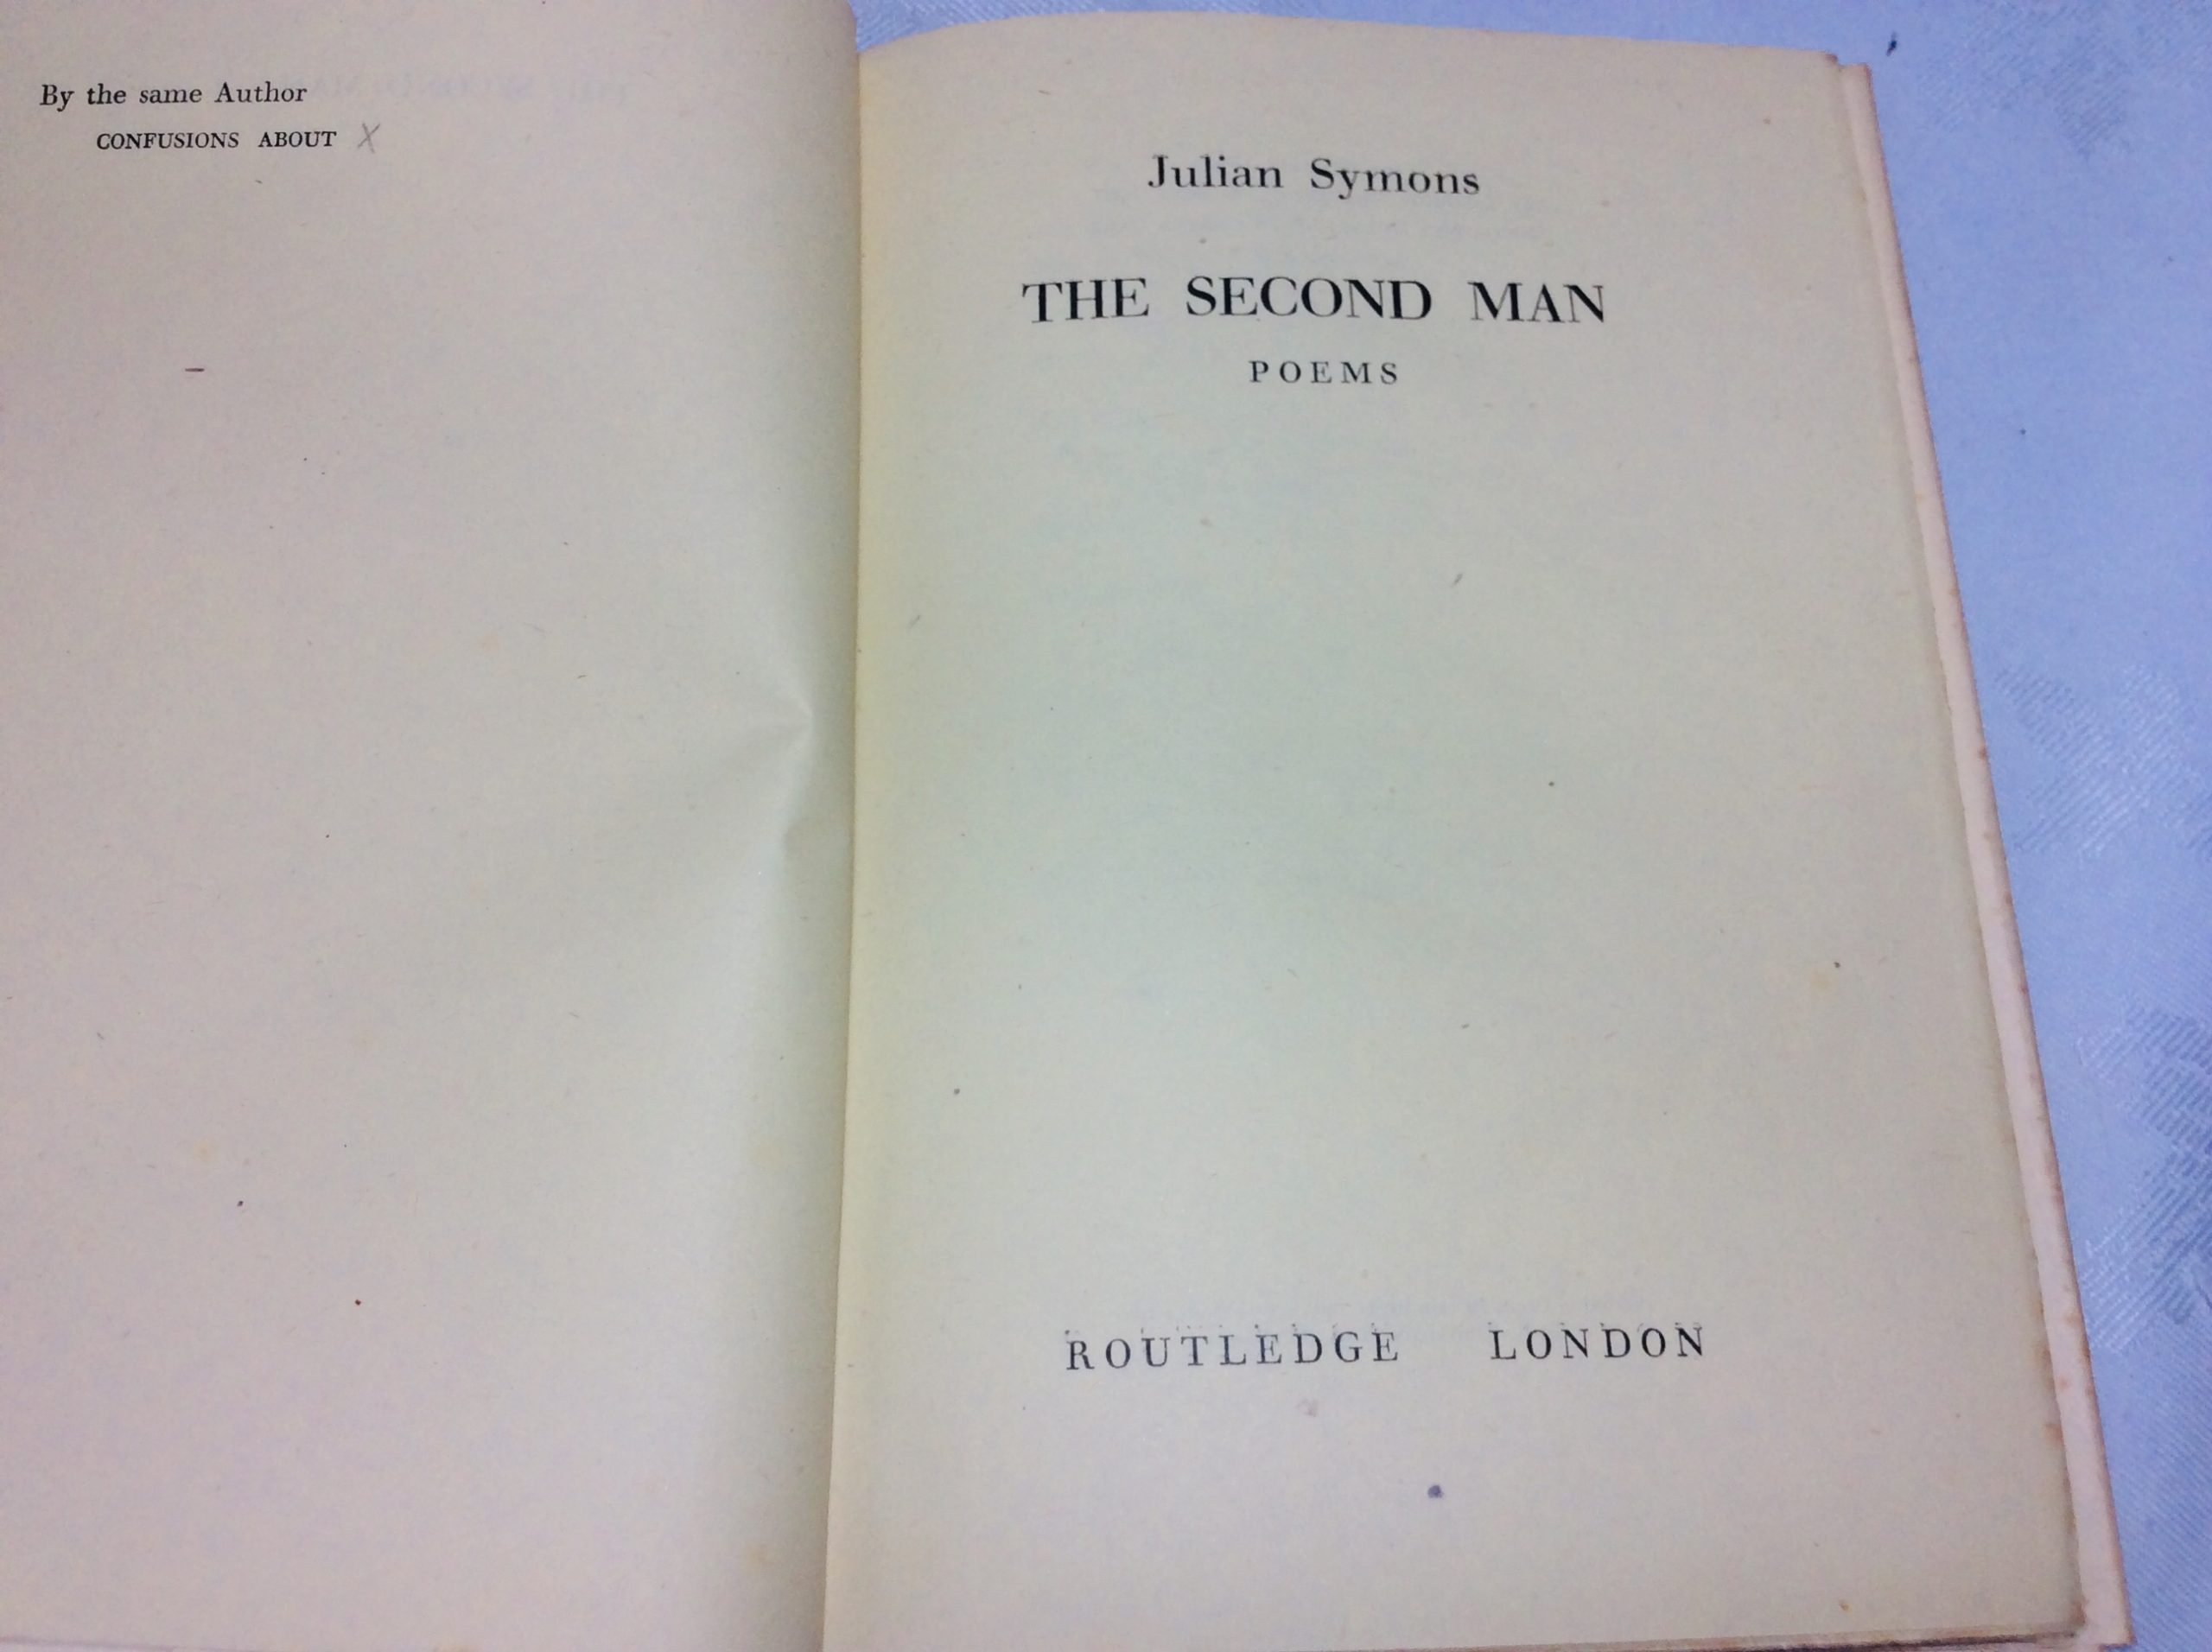 By the same Author
CONFUSIONS ABOUT X
Julian Symons
THE SECOND MAN
POEMS
ROUTLEDGE LONDON